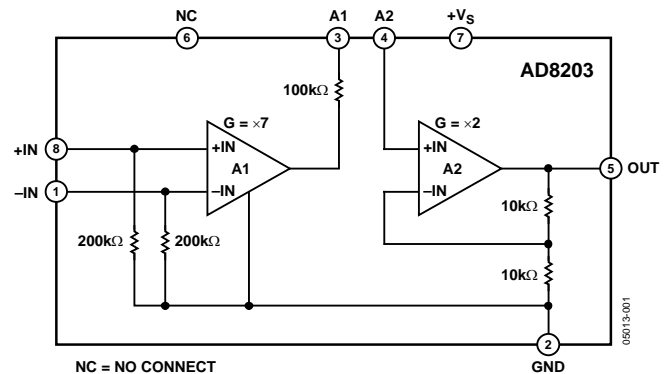 NC
A1
A2
+VS
6
3
4
7
AD8203
100kΩ
G = ×7
G = ×2
+IN
8
+IN
A1
+IN
A2
5
OUT
–IN
1
–IN
–IN
10kΩ
200kΩ
200kΩ
10kΩ
2
GND
NC = NO CONNECT
05013-001